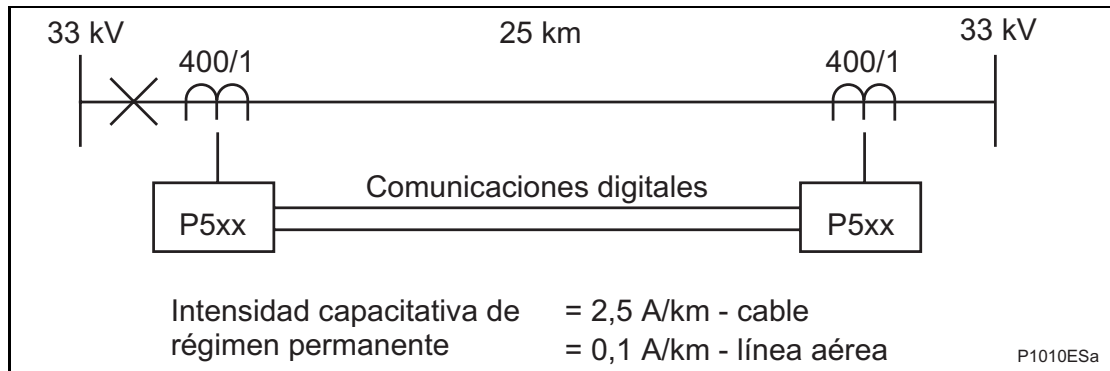 33 kV 25 km 33 kV
400/1 400/1
Comunicaciones digitales
P5xx P5xx
Intensidad capacitativa de = 2,5 A/km - cable
régimen permanente = 0,1 A/km - línea aérea
P1010ESa